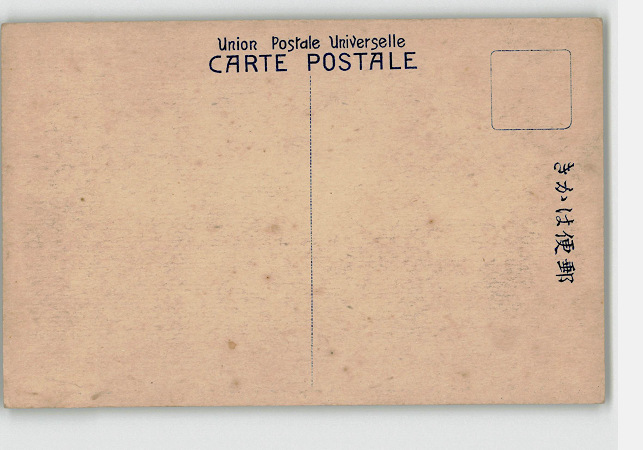 Union Postale Universelle
CARTE POSTALE
きかは便郵